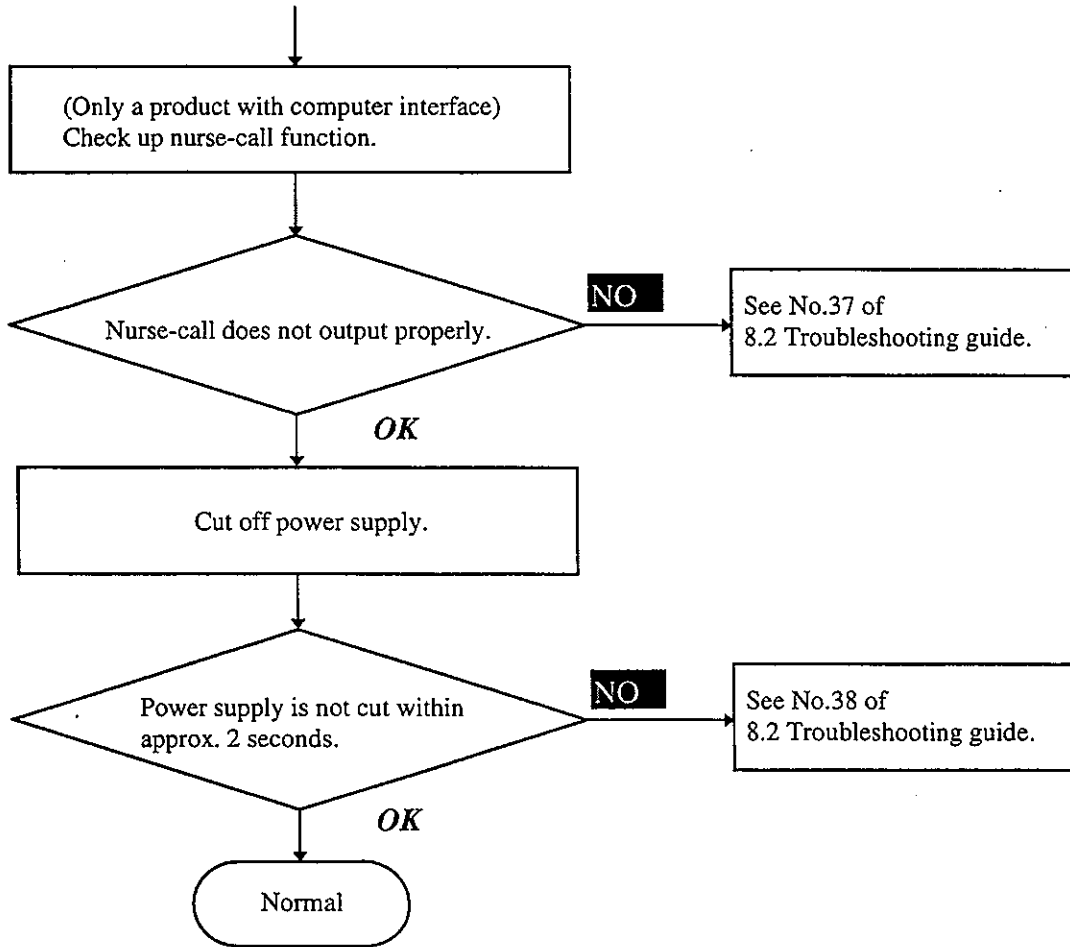 (Only a product with computer interface)
Check up nurse-call function.
Nurse-call does not output properly.
NO
See No.37 of
8.2 Troubleshooting guide.
OK
Cut off power supply.
Power supply is not cut within
approx. 2 seconds.
NO
See No.38 of
8.2 Troubleshooting guide.
OK
Normal